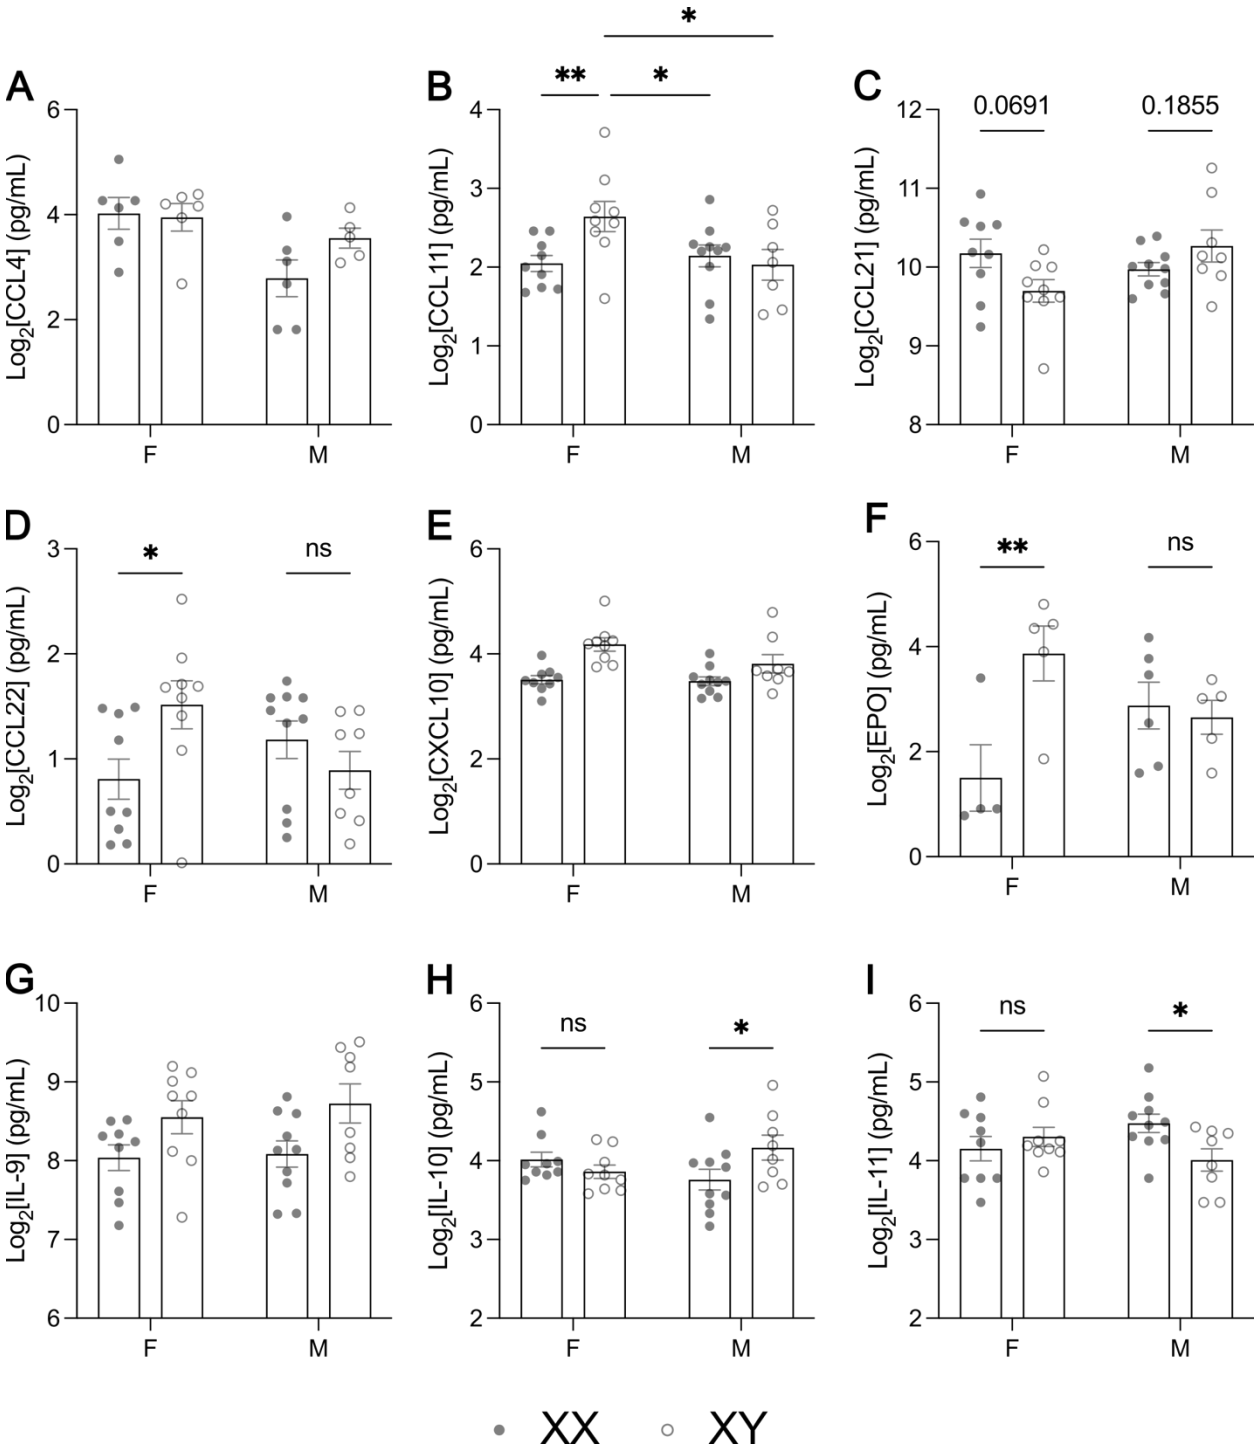 *
A
B
C
** *
0.0691 0.1855
Log2[CCL4] (pg/mL)
6
4
2
0
F M
Log2[CCL11] (pg/mL)
4
3
2
1
0
F M
Log2[CCL21] (pg/mL)
12
11
10
9
8
F M
D
E
F
* ns
** ns
Log2[CCL22] (pg/mL)
3
2
1
0
F M
Log2[CXCL10] (pg/mL)
6
4
2
0
F M
Log2[EPO] (pg/mL)
6
4
2
0
F M
G
H
I
ns *
ns *
Log2[IL-9] (pg/mL)
10
9
8
7
6
F M
Log2[IL-10] (pg/mL)
6
5
4
3
2
F M
Log2[IL-11] (pg/mL)
6
5
4
3
2
F M
XX XY